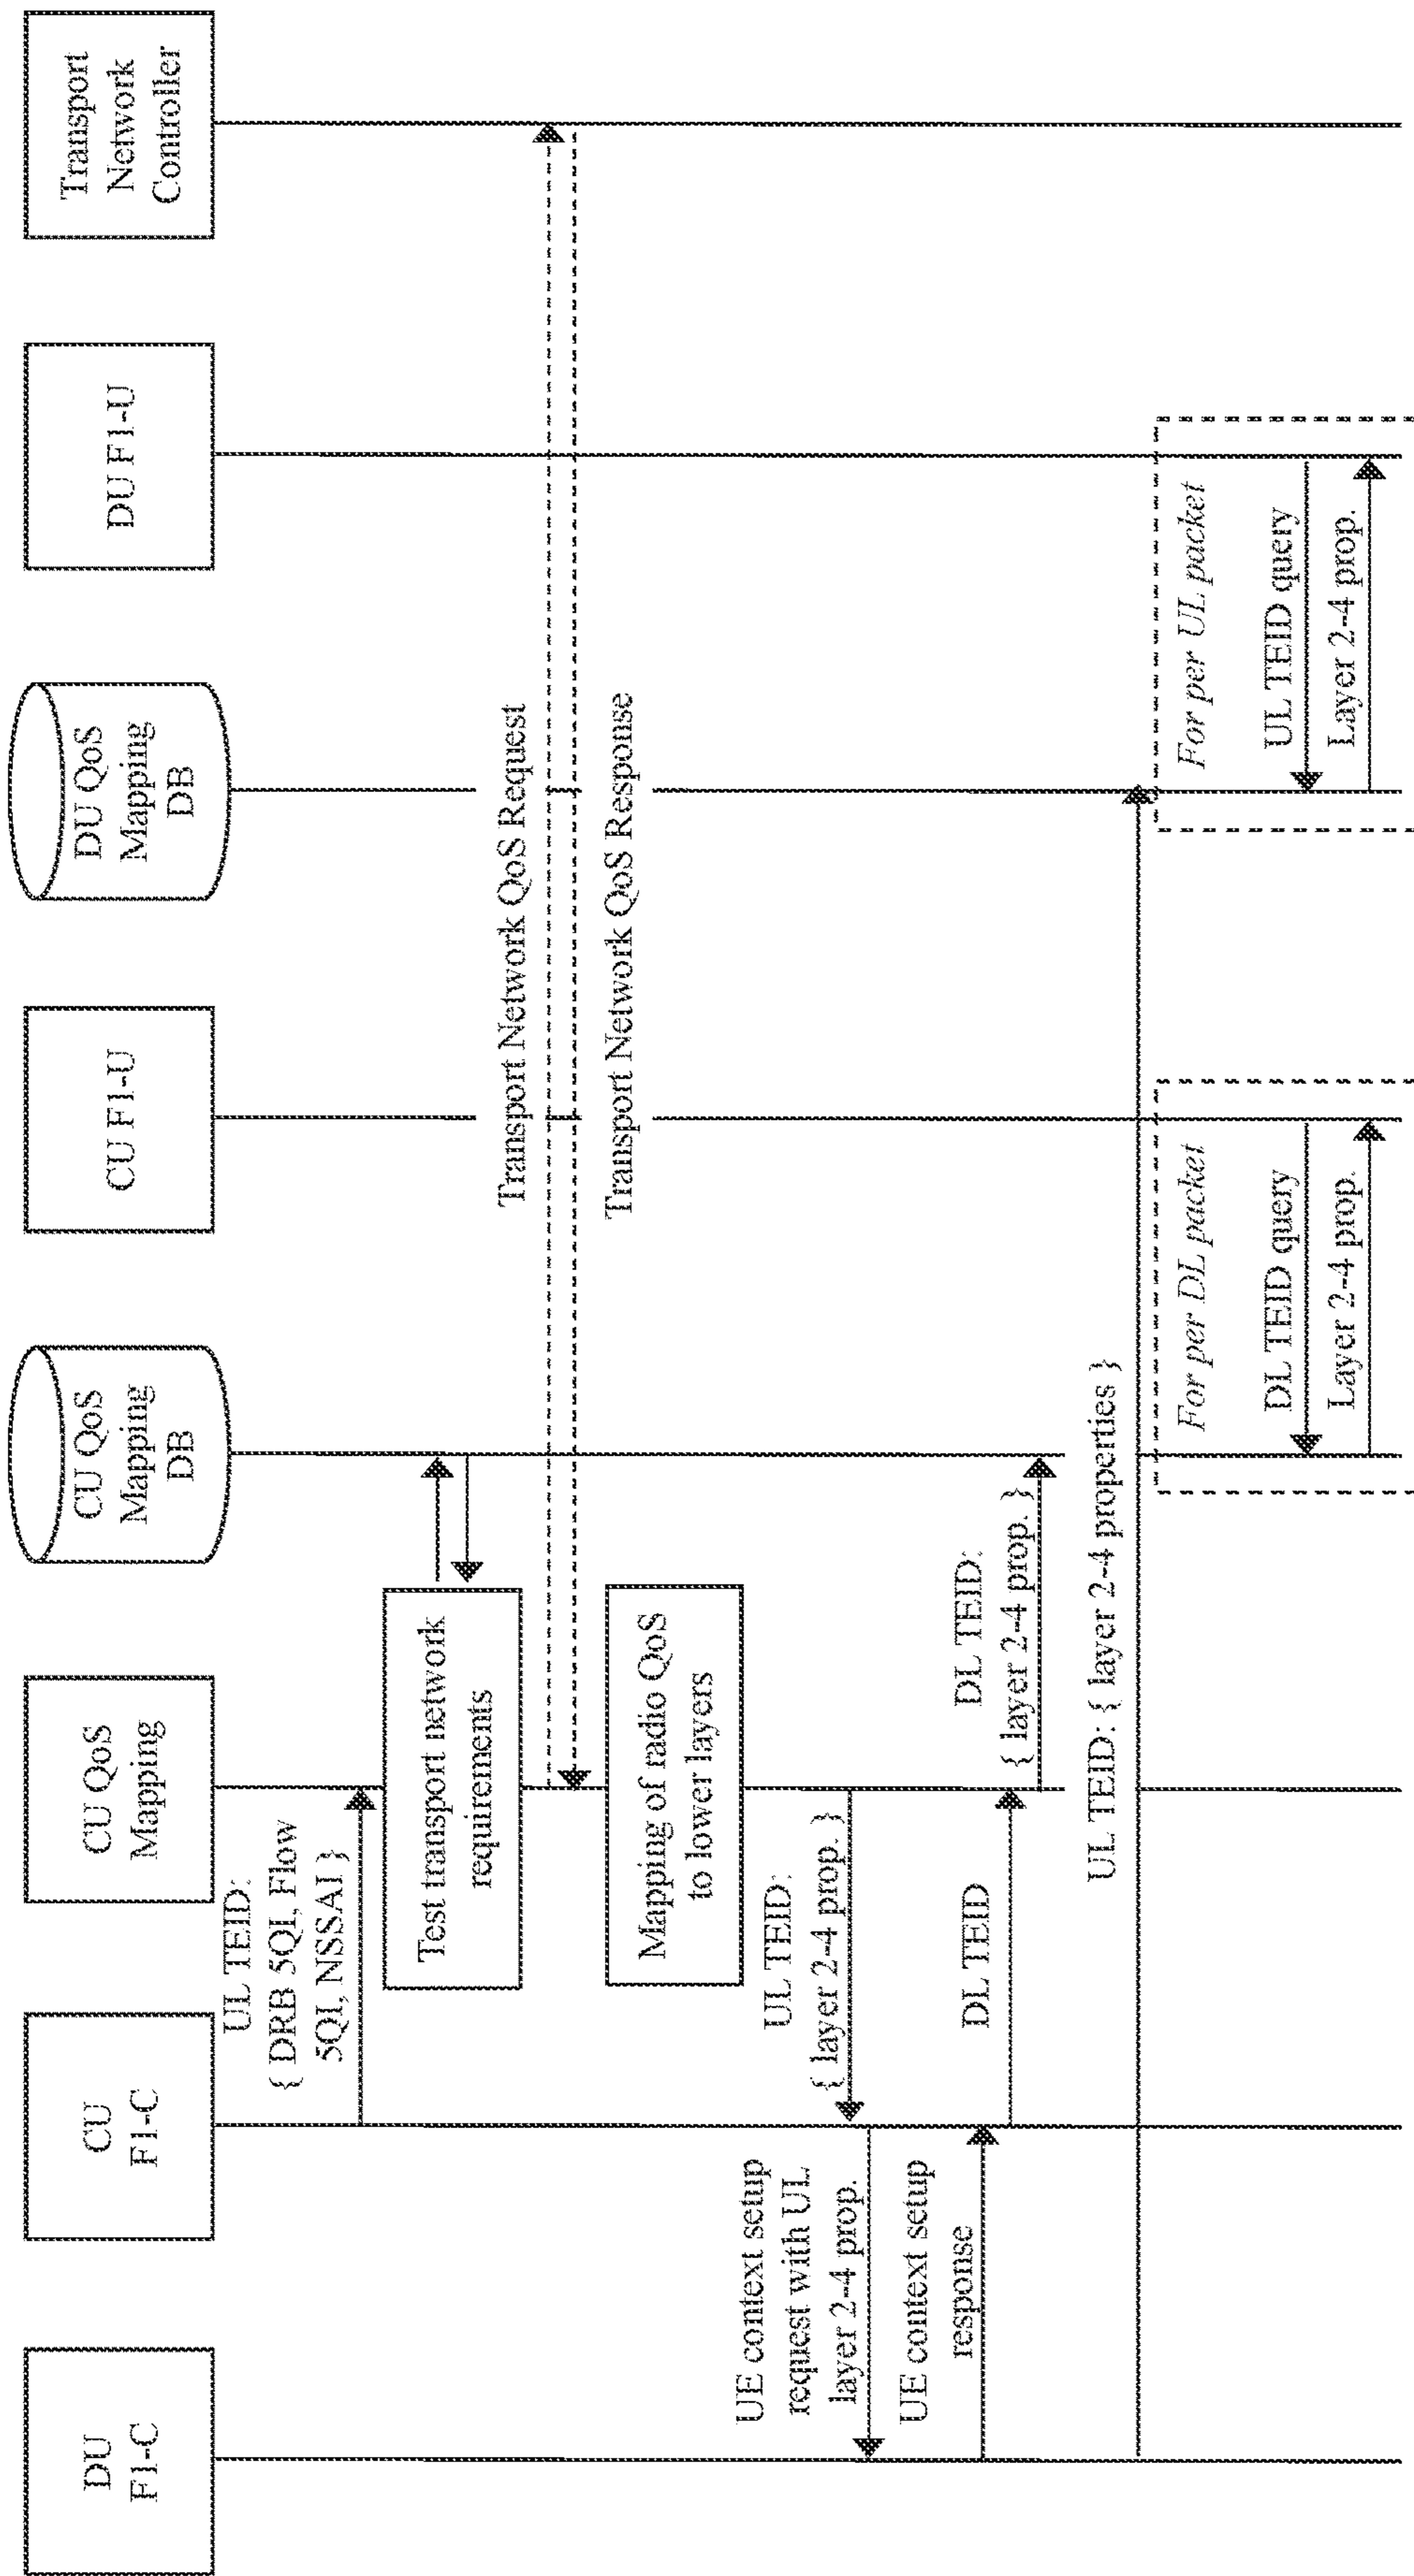 DU
F1-C
CU
F1-C
CU QoS
Mapping
CU QoS
Mapping
DB
CU F1-U
DU QoS
Mapping
DB
DU F1-U
Transport
Network
Controller
UL TEID:
{ DRB 5QI, Flow
5QI, NSSAI }
Test transport network
requirements
Transport Network QoS Request
Transport Network QoS Response
Mapping of radio QoS
to lower layers
UL TEID:
{ layer 2-4 prop. }
UE context setup
request with UL
layer 2-4 prop.
UE context setup
response
DL TEID
DL TEID:
{ layer 2-4 prop. }
UL TEID: { layer 2-4 properties }
For per DL packet
DL TEID query
Layer 2-4 prop.
For per UL packet
UL TEID query
Layer 2-4 prop.